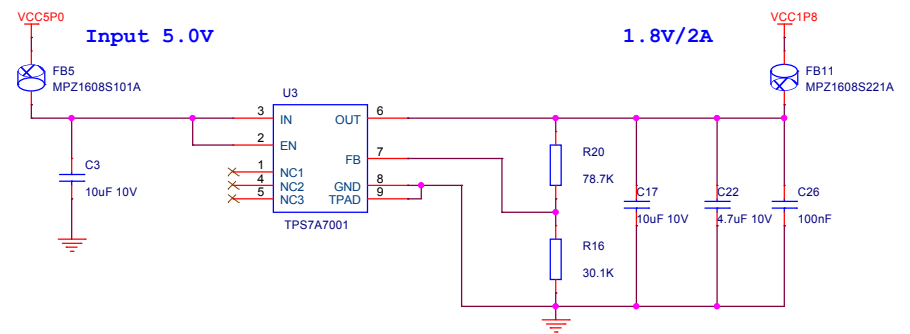 VCC5P0
VCC1P8
Input 5.0V
1.8V/2A
FB5
MPZ1608S101A
FB11
MPZ1608S221A
U3
3
IN
OUT
6
2
EN
FB
7
1
NC1
4
NC2
GND
8
5
NC3
TPAD
9
TPS7A7001
C3
10uF 10V
R20
78.7K
R16
30.1K
C17
10uF 10V
C22
4.7uF 10V
C26
100nF